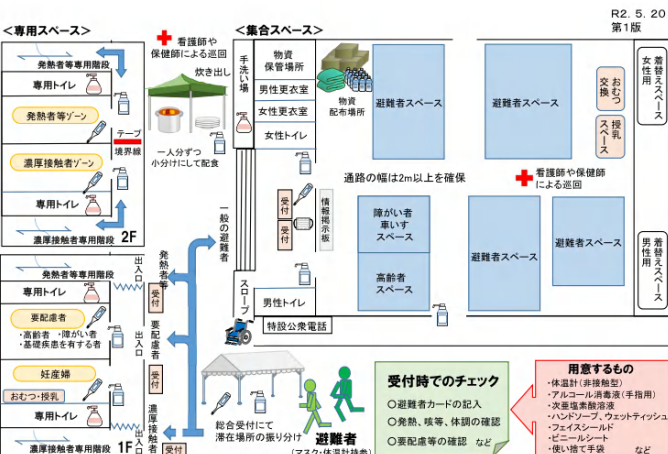 R2. 5. 20
第1版
＜専用スペース＞
発熱者等専用階段
専用トイレ
発熱者等ゾーン
テープ
境界線
濃厚接触者ゾーン
専用トイレ
濃厚接触者専用階段
2F
看護師や
保健師による巡回
炊き出し
一人分ずつ
小分けにして配食
＜集合スペース＞
手洗い場
物資
保管場所
男性更衣室
女性更衣室
女性トイレ
物資
配布場所
避難者スペース
避難者スペース
おむつ
交換
授乳
スペース
女性用
着替えスペース
通路の幅は2m以上を確保
看護師や保健師
による巡回
受付
受付
情報掲示板
障がい者
車いす
スペース
高齢者
スペース
避難者スペース
避難者スペース
男性用
着替えスペース
スロープ
男性トイレ
特設公衆電話
一般の避難者
発熱者等
要配慮者
濃厚接触者
発熱者等専用階段
出入口
専用トイレ
受付
要配慮者
・高齢者 ・障がい者
・基礎疾患を有する者
出入口
妊産婦
受付
おむつ・授乳
専用トイレ
出入口
濃厚接触者専用階段
1F
受付
総合受付にて
滞在場所の振り分け
避難者
(マスク・体温計持参)
受付時でのチェック
〇避難者カードの記入
〇発熱、咳等、体調の確認
〇要配慮者等の確認 など
用意するもの
・体温計(非接触型)
・アルコール消毒液(手指用)
・次亜塩素酸溶液
・ハンドソープ、ウェットティッシュ
・フェイスシールド
・ビニールシート
・使い捨て手袋 など